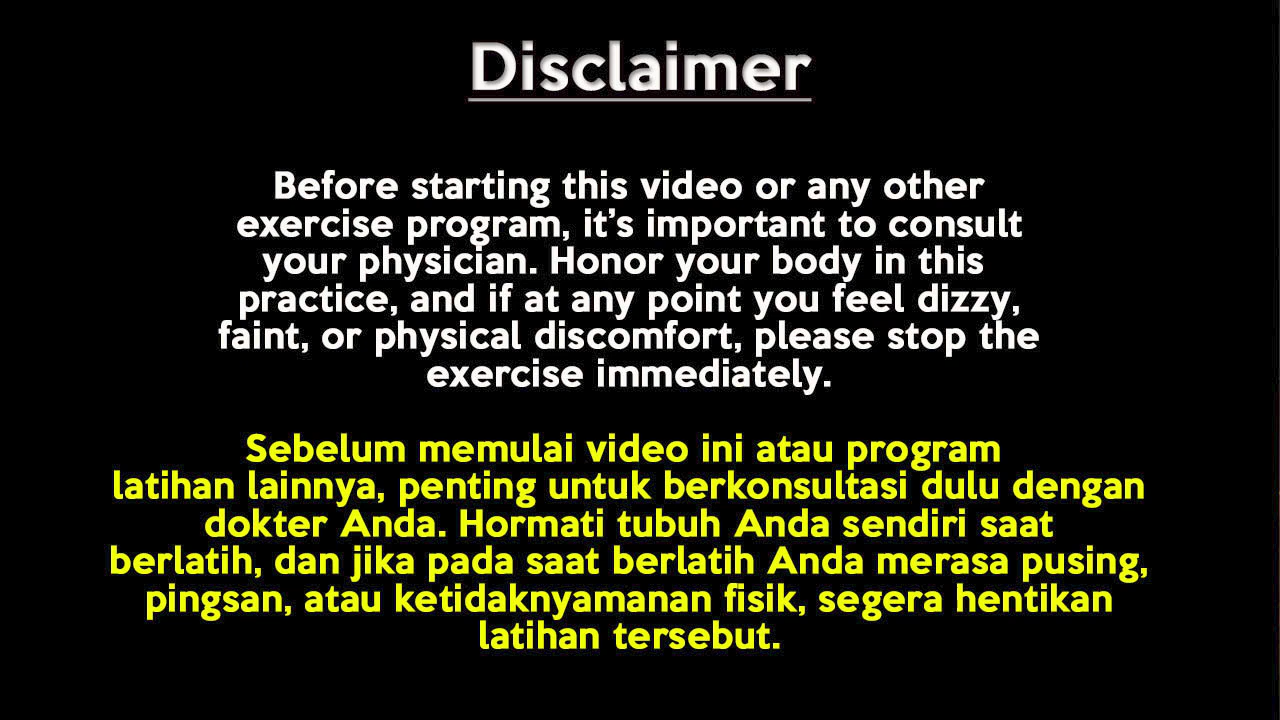 Disclaimer
Before starting this video or any other
exercise program, it's important to consult
your physician. Honor your body in this
practice, and if at any point you feel dizzy,
faint, or physical discomfort, please stop the
exercise immediately.
Sebelum memulai video ini atau program
latihan lainnya, penting untuk berkonsultasi dulu dengan
dokter Anda. Hormati tubuh Anda sendiri saat
berlatih, dan jika pada saat berlatih Anda merasa pusing,
pingsan, atau ketidaknyamanan fisik, segera hentikan
latihan tersebut.